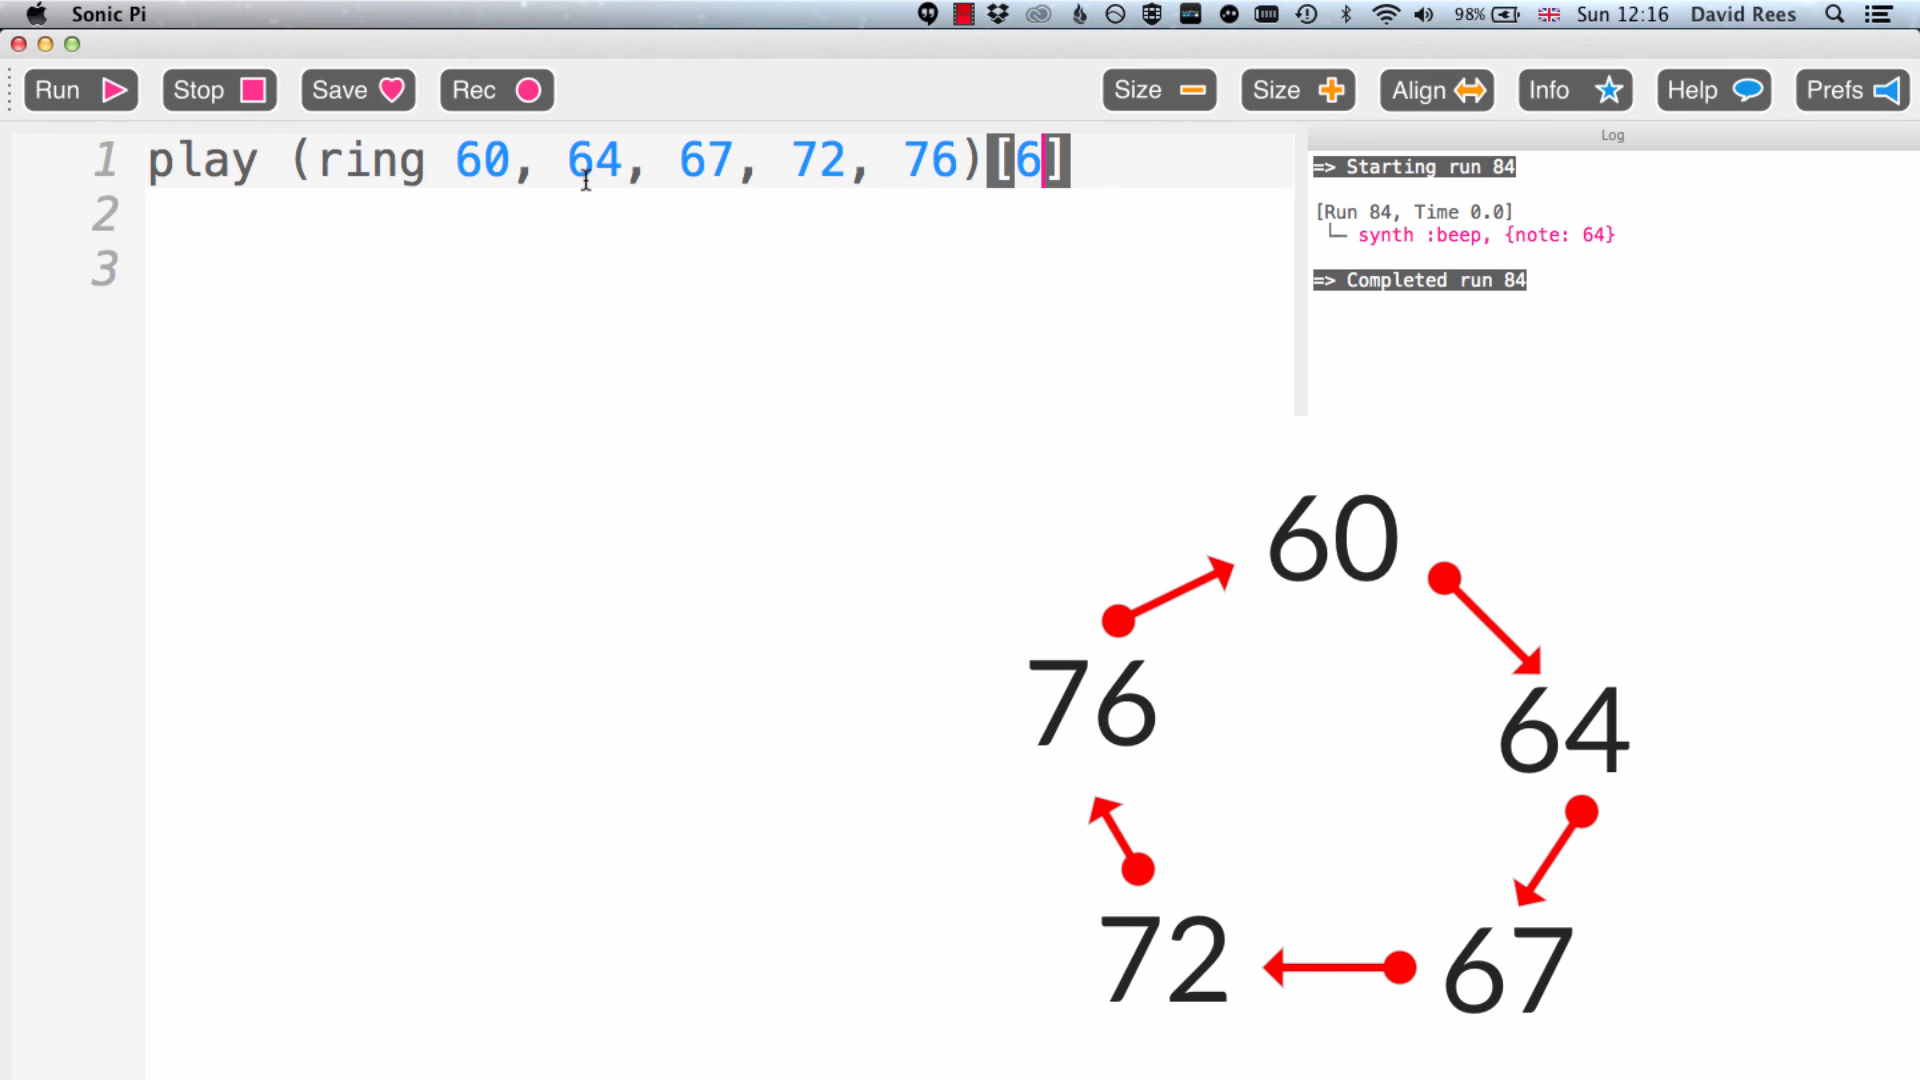 Sonic Pi 98% Sun 12:16 David Rees
Run Stop Save Rec Size Size Align Info Help Prefs
1 play (ring 60, 64, 67, 72, 76)[6]
2
3
Log
=> Starting run 84
[Run 84, Time 0.0]
└─ synth :beep, {note: 64}
=> Completed run 84
60
76
64
72
67